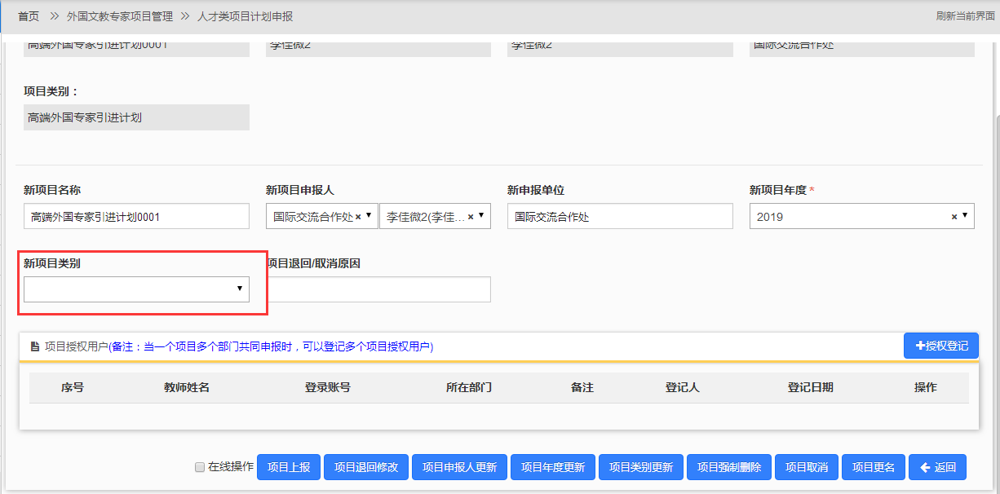 首页 >> 外国文教专家项目管理 >> 人才类项目计划申报 刷新当前界面
高端外国专家引进计划0001 李佳微2 李佳微2 国际交流合作处
项目类别：
高端外国专家引进计划
新项目名称 新项目申报人 新申报单位 新项目年度 *
高端外国专家引进计划0001 国际交流合作处 × 李佳微2(李佳... × 国际交流合作处 2019 ×
新项目类别 项目退回/取消原因
项目授权用户(备注：当一个项目多个部门共同申报时，可以登记多个项目授权用户) +授权登记
序号 教师姓名 登录账号 所在部门 备注 登记人 登记日期 操作
在线操作 项目上报 项目退回修改 项目申报人更新 项目年度更新 项目类别更新 项目强制删除 项目取消 项目更名 返回